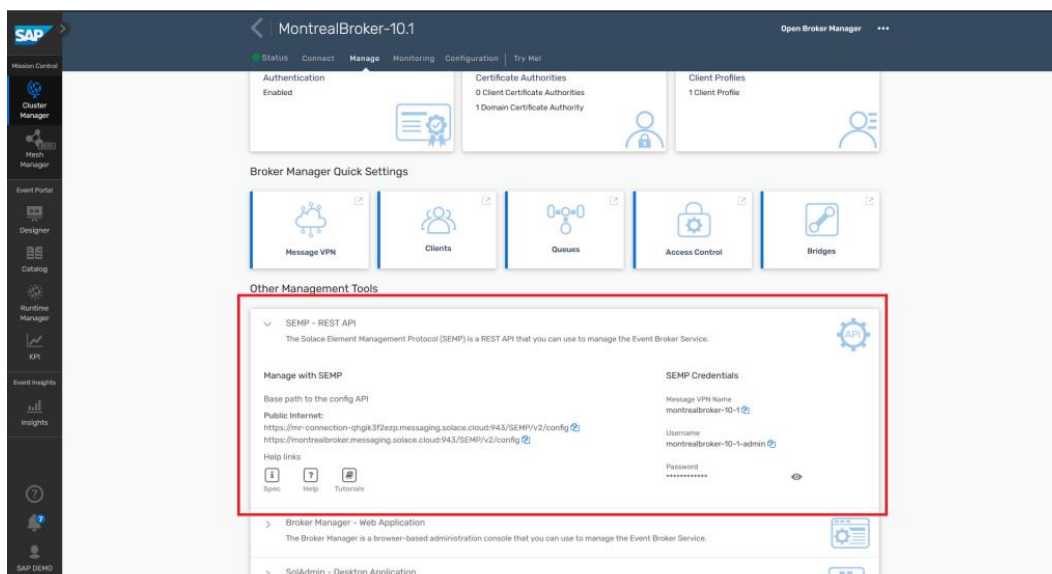 SAP
Mission Control
Cluster
Manager
BETA
Mesh
Manager
Event Portal
Designer
Catalog
Runtime
Manager
KPI
Event Insights
Insights
7
SAP DEMO
MontrealBroker-10.1
Open Broker Manager
Status Connect Manage Monitoring Configuration Try Me!
Authentication
Enabled
Certificate Authorities
0 Client Certificate Authorities
1 Domain Certificate Authority
Client Profiles
1 Client Profile
Broker Manager Quick Settings
Message VPN
Clients
Queues
Access Control
Bridges
Other Management Tools
SEMP - REST API
The Solace Element Management Protocol (SEMP) is a REST API that you can use to manage the Event Broker Service.
API
Manage with SEMP
Base path to the config API
Public Internet:
https://mr-connection-qhgik3f2ezp.messaging.solace.cloud:943/SEMP/v2/config
https://montrealbroker.messaging.solace.cloud:943/SEMP/v2/config
Help links
Spec Help Tutorials
SEMP Credentials
Message VPN Name
montrealbroker-10-1
Username
montrealbroker-10-1-admin
Password
************
Broker Manager - Web Application
The Broker Manager is a browser-based administration console that you can use to manage the Event Broker Service.
SolAdmin - Desktop Application